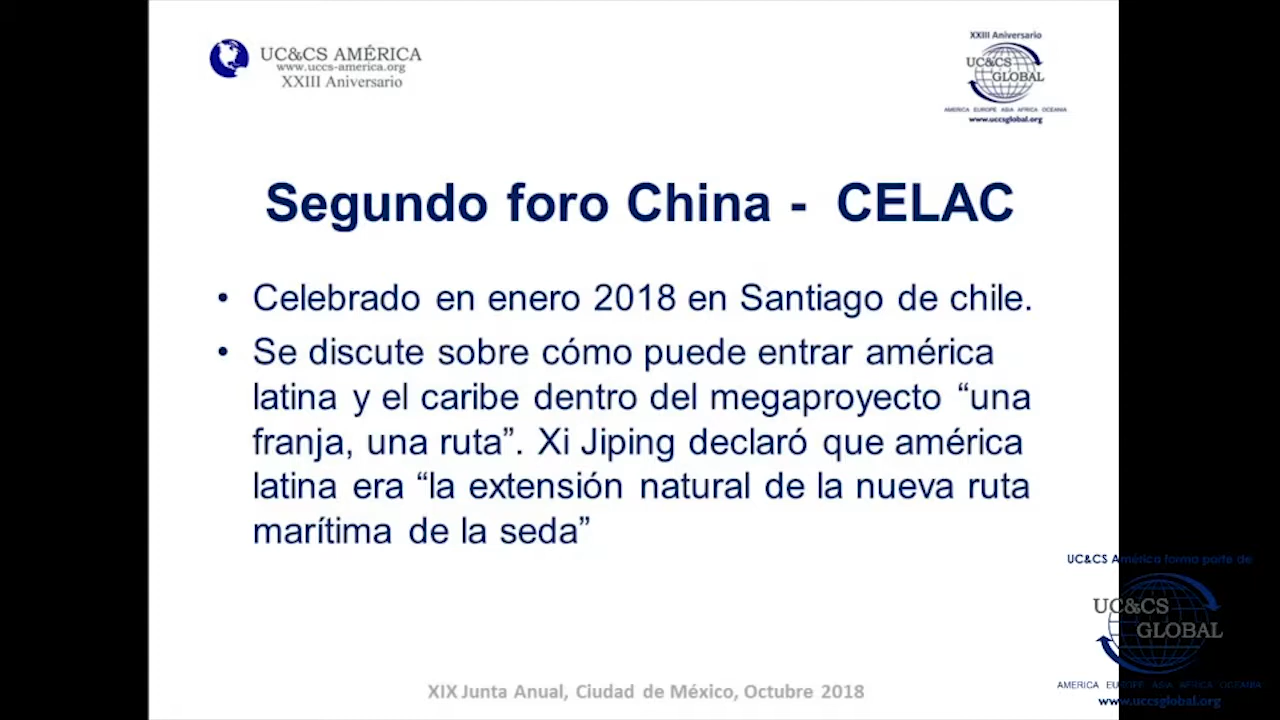 UC&CS AMÉRICA
www.uccs-america.org
XXIII Aniversario
XXIII Aniversario
UC&CS
GLOBAL
AMERICA EUROPE ASIA AFRICA OCEANIA
www.uccsglobal.org
Segundo foro China - CELAC
• Celebrado en enero 2018 en Santiago de chile.
• Se discute sobre cómo puede entrar américa
latina y el caribe dentro del megaproyecto “una
franja, una ruta”. Xi Jiping declaró que américa
latina era “la extensión natural de la nueva ruta
marítima de la seda”
UC&CS América forma parte de
UC&CS
GLOBAL
AMERICA EUROPE ASIA AFRICA OCEANIA
www.uccsglobal.org
XIX Junta Anual, Ciudad de México, Octubre 2018